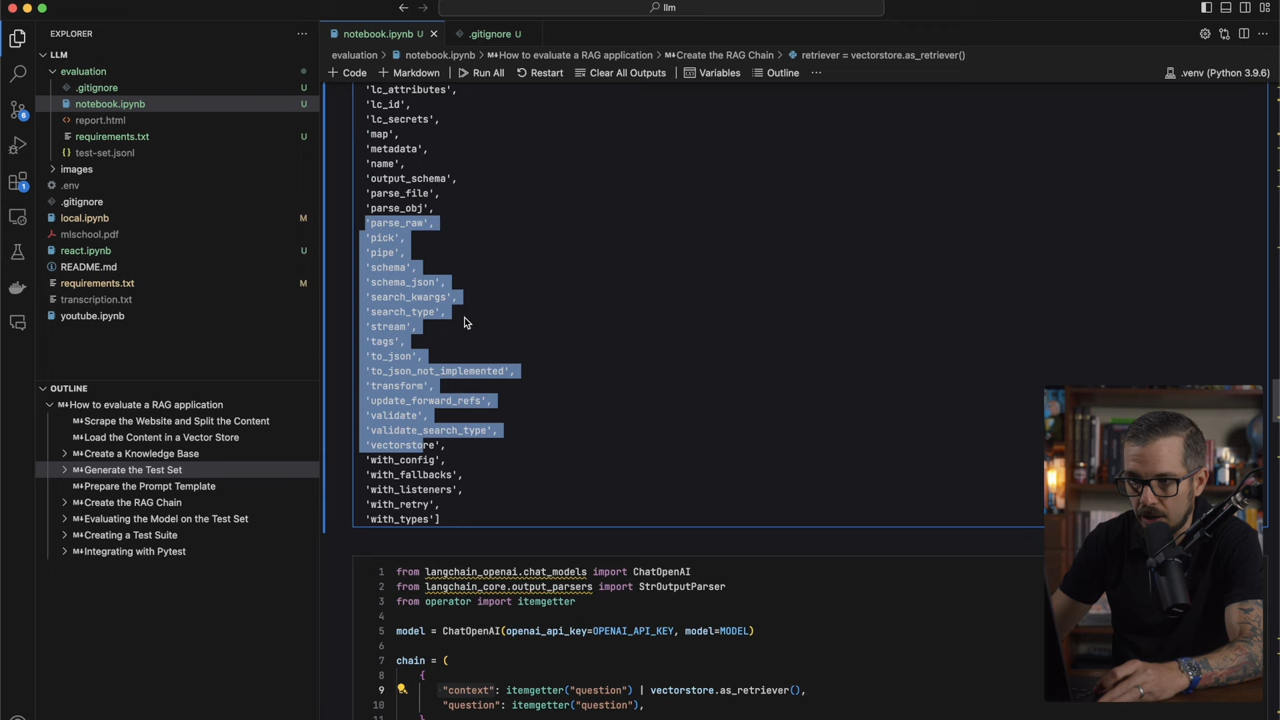 llm
EXPLORER
notebook.ipynb U
.gitignore U
LLM
evaluation > notebook.ipynb > M↓How to evaluate a RAG application > M↓Create the RAG Chain > retriever = vectorstore.as_retriever()
evaluation
+ Code + Markdown Run All Restart Clear All Outputs Variables Outline ... .venv (Python 3.9.6)
.gitignore U
notebook.ipynb U
report.html
requirements.txt U
test-set.jsonl
images
.env
.gitignore
local.ipynb M
mlschool.pdf
react.ipynb U
README.md
requirements.txt M
transcription.txt
youtube.ipynb
6
1
OUTLINE
M↓How to evaluate a RAG application
M↓Scrape the Website and Split the Content
M↓Load the Content in a Vector Store
M↓Create a Knowledge Base
M↓Generate the Test Set
M↓Prepare the Prompt Template
M↓Create the RAG Chain
M↓Evaluating the Model on the Test Set
M↓Creating a Test Suite
M↓Integrating with Pytest
'lc_attributes',
'lc_id',
'lc_secrets',
'map',
'metadata',
'name',
'output_schema',
'parse_file',
'parse_obj',
'parse_raw',
'pick',
'pipe',
'schema',
'schema_json',
'search_kwargs',
'search_type',
'stream',
'tags',
'to_json',
'to_json_not_implemented',
'transform',
'update_forward_refs',
'validate',
'validate_search_type',
'vectorstore',
'with_config',
'with_fallbacks',
'with_listeners',
'with_retry',
'with_types']
1 from langchain_openai.chat_models import ChatOpenAI
2 from langchain_core.output_parsers import StrOutputParser
3 from operator import itemgetter
4
5 model = ChatOpenAI(openai_api_key=OPENAI_API_KEY, model=MODEL)
6
7 chain = (
8 {
9 "context": itemgetter("question") | vectorstore.as_retriever(),
10 "question": itemgetter("question"),
11 }